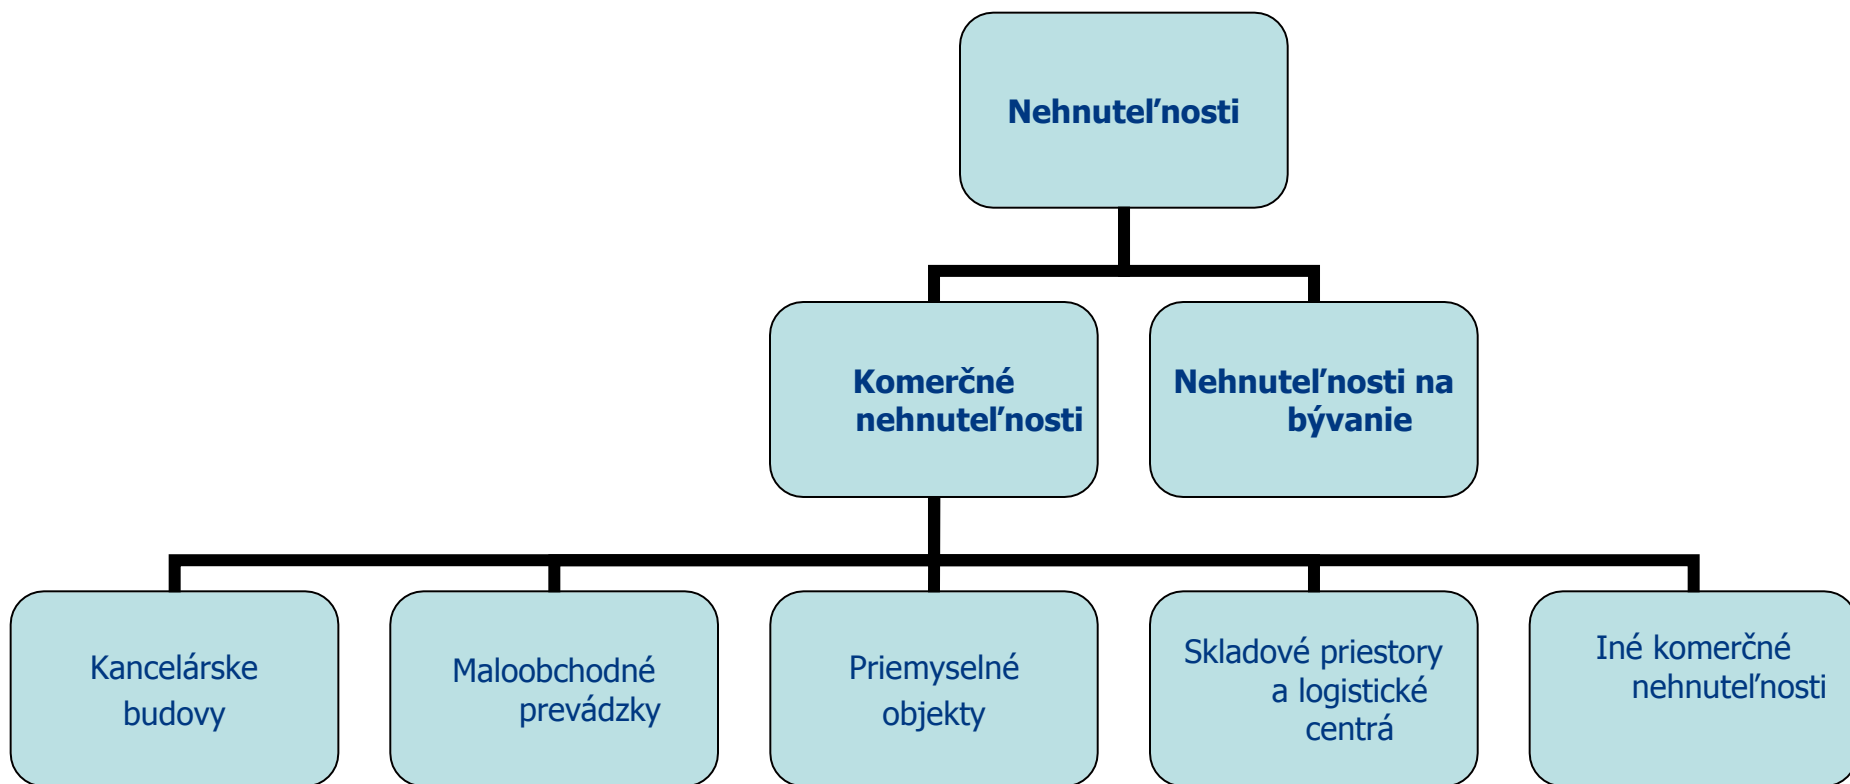 Nehnuteľnosti
Komerčné
nehnuteľnosti
Nehnuteľnosti na
bývanie
Kancelárske
budovy
Maloobchodné
prevádzky
Priemyselné
objekty
Skladové priestory
a logistické
centrá
Iné komerčné
nehnuteľnosti